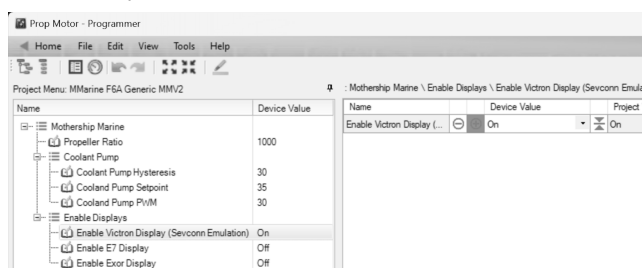 Prop Motor - Programmer
Home File Edit View Tools Help
Project Menu: MMarine F6A Generic MMV2
: Mothership Marine \ Enable Displays \ Enable Victron Display (Sevconn Emula
Name Device Value
Name Device Value Project
Enable Victron Display (... On On
Mothership Marine
Propeller Ratio 1000
Coolant Pump
Coolant Pump Hysteresis 30
Cooland Pump Setpoint 35
Cooland Pump PWM 30
Enable Displays
Enable Victron Display (Sevconn Emulation) On
Enable E7 Display Off
Enable Exor Display Off